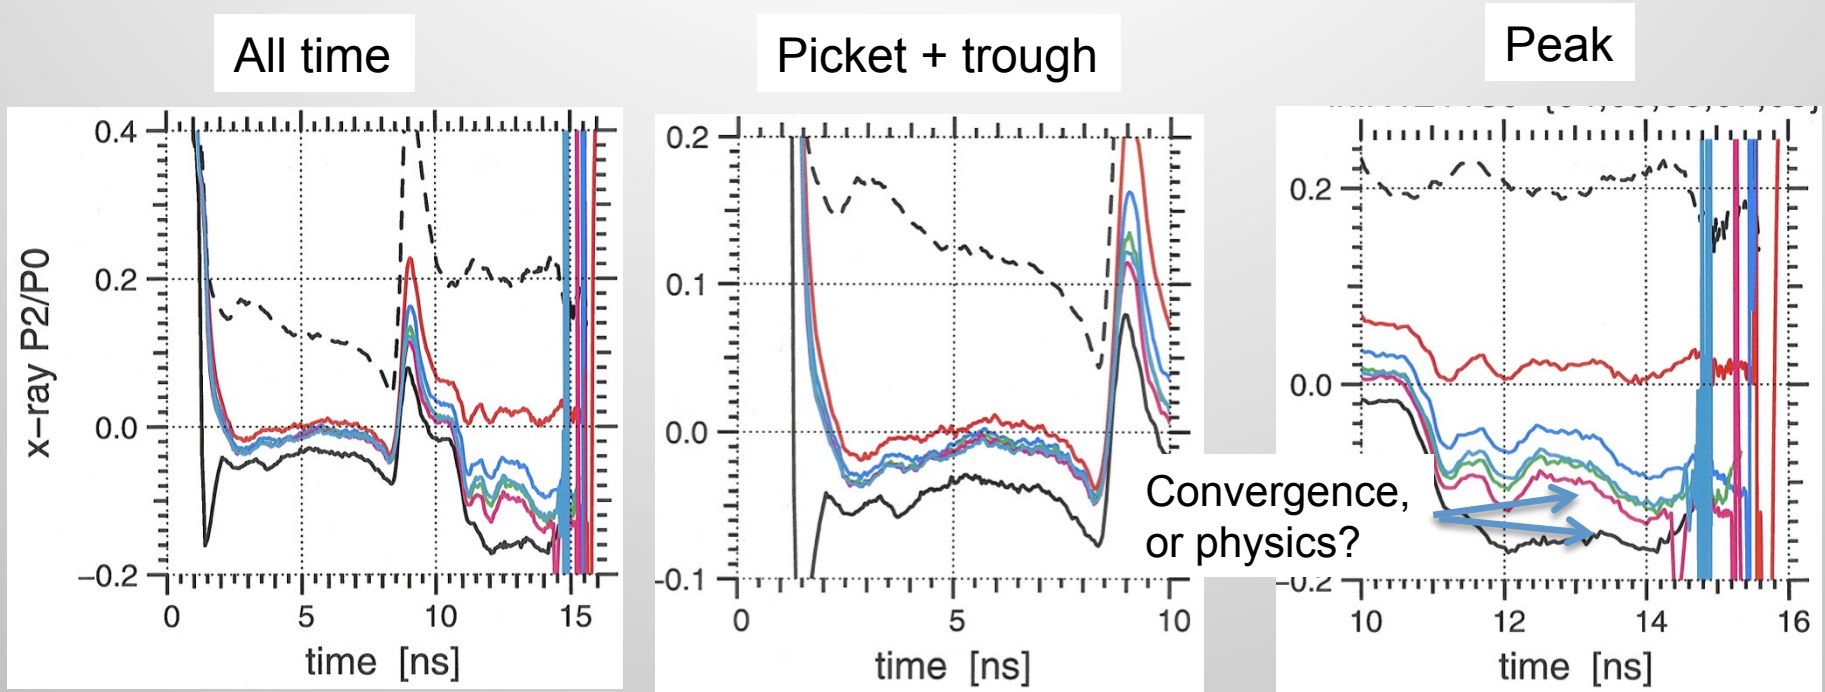 All time
Picket + trough
Peak
x-ray P2/P0
0.4
0.2
0.0
−0.2
0
5
10
15
time [ns]
0.2
0.1
0.0
-0.1
0
5
10
time [ns]
0.2
0.0
−0.2
10
12
14
16
time [ns]
Convergence,
or physics?